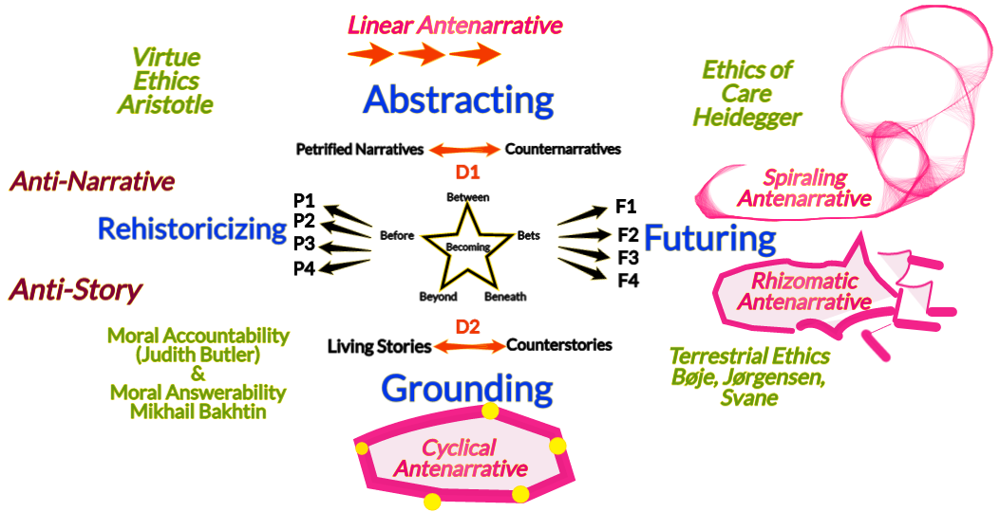 Linear Antenarrative
Virtue
Ethics
Aristotle
Abstracting
Ethics of
Care
Heidegger
Petrified Narratives
Counternarratives
D1
Anti-Narrative
Rehistoricizing
Anti-Story
P1
P2
P3
P4
Between
Before
Bets
Becoming
Beyond
Beneath
F1
F2
F3
F4
Futuring
Spiraling
Antenarrative
Rhizomatic
Antenarrative
D2
Living Stories
Counterstories
Grounding
Moral Accountability
(Judith Butler)
&
Moral Answerability
Mikhail Bakhtin
Terrestrial Ethics
Bøje, Jørgensen,
Svane
Cyclical
Antenarrative